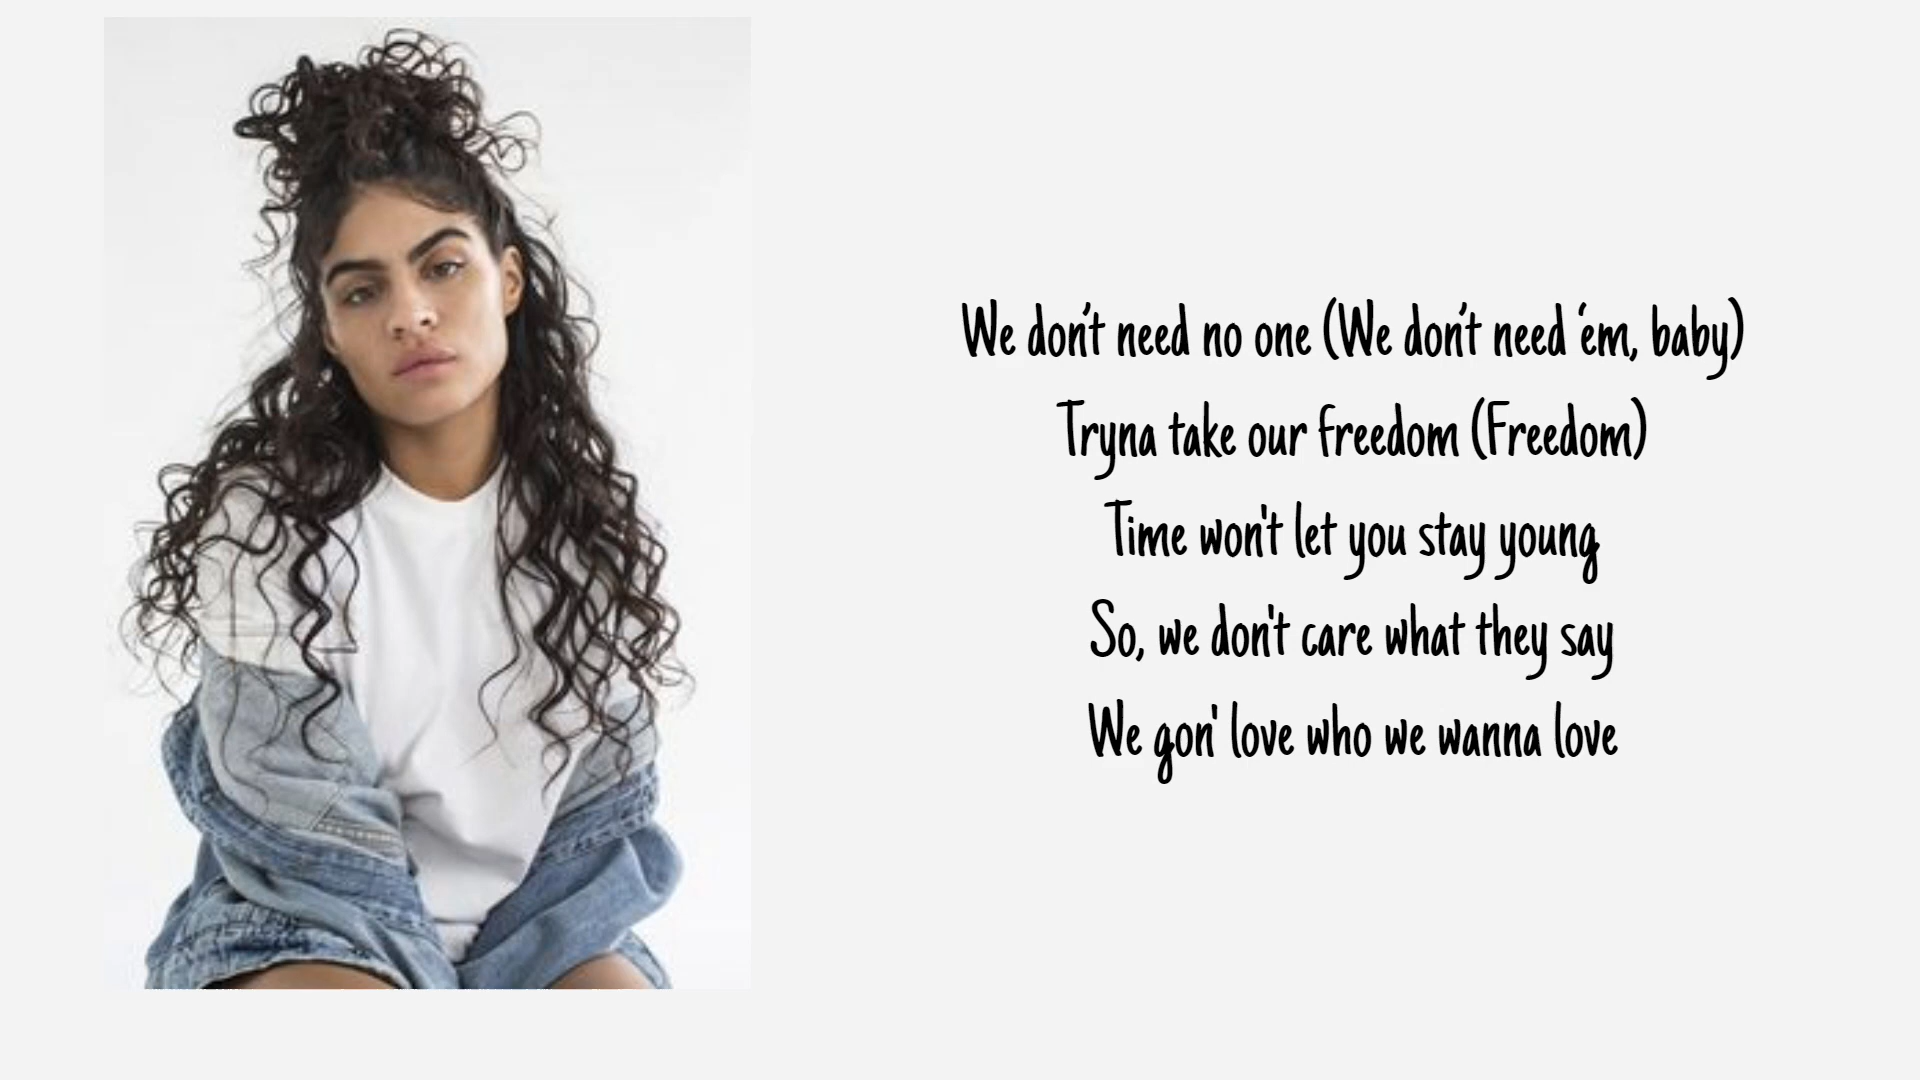 We don’t need no one (We don’t need ‘em, baby)
Tryna take our freedom (Freedom)
Time won't let you stay young
So, we don't care what they say
We gon' love who we wanna love